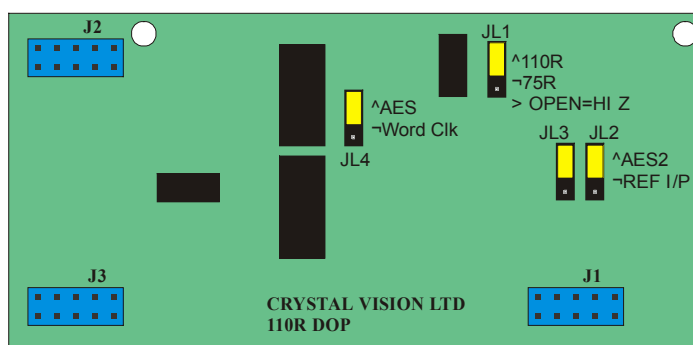 J2
JL1
^110R
¬75R
> OPEN=HI Z
^AES
¬Word Clk
JL4
JL3 JL2
^AES2
¬REF I/P
J3
J1
CRYSTAL VISION LTD
110R DOP